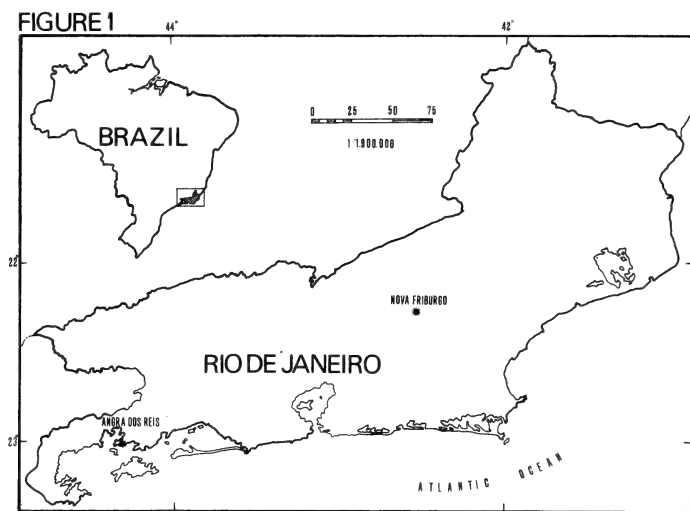 FIGURE 1
44° 42°
BRAZIL
0 25 50 75
1:1.900.000
22
NOVA FRIBURGO
RIO DE JANEIRO
ANGRA DOS REIS
23
ATLANTIC OCEAN